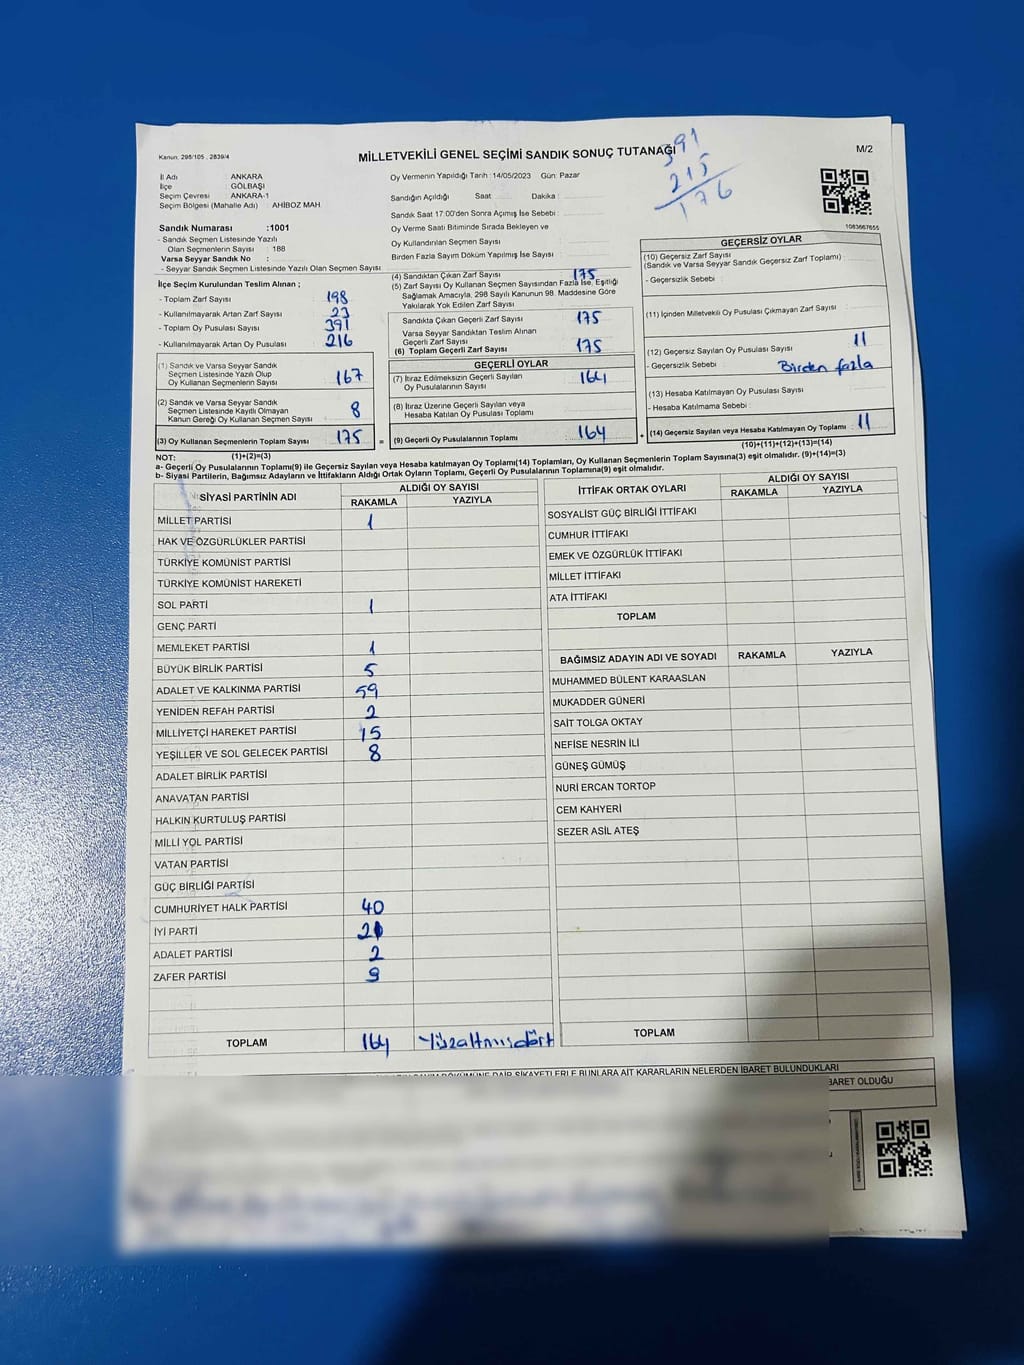 Kanun, 298/105 , 2839/4
MİLLETVEKİLİ GENEL SEÇİMİ SANDIK SONUÇ TUTANAĞI
M/2
391
215
176
İl Adı : ANKARA
İlçe : GÖLBAŞI
Seçim Çevresi : ANKARA-1
Seçim Bölgesi (Mahalle Adı) : AHİBOZ MAH
Oy Vermenin Yapıldığı Tarih : 14/05/2023 Gün: Pazar
Sandığın Açıldığı Saat Dakika :
Sandık Saat 17:00'den Sonra Açımış İse Sebebi :
Oy Verme Saati Bitiminde Sırada Bekleyen ve
Oy Kullandırılan Seçmen Sayısı :
Birden Fazla Sayım Döküm Yapılmış İse Sayısı :
1083667655
Sandık Numarası :1001
- Sandık Seçmen Listesinde Yazılı
Olan Seçmenlerin Sayısı : 188
Varsa Seyyar Sandık No :
- Seyyar Sandık Seçmen Listesinde Yazılı Olan Seçmen Sayısı
İlçe Seçim Kurulundan Teslim Alınan ;
- Toplam Zarf Sayısı : 198
- Kullanılmayarak Artan Zarf Sayısı : 23
- Toplam Oy Pusulası Sayısı : 391
- Kullanılmayarak Artan Oy Pusulası : 216
(1) Sandık ve Varsa Seyyar Sandık
Seçmen Listesinde Yazılı Olup
Oy Kullanan Seçmenlerin Sayısı : 167
(2) Sandık ve Varsa Seyyar Sandık
Seçmen Listesinde Kayıtlı Olmayan
Kanun Gereği Oy Kullanan Seçmen Sayısı : 8
(3) Oy Kullanan Seçmenlerin Toplam Sayısı : 175 =
(4) Sandıktan Çıkan Zarf Sayısı : 175
(5) Zarf Sayısı Oy Kullanan Seçmen Sayısından Fazla İse, Eşitliği
Sağlamak Amacıyla, 298 Sayılı Kanunun 98. Maddesine Göre
Yakılarak Yok Edilen Zarf Sayısı :
Sandıkta Çıkan Geçerli Zarf Sayısı : 175
Varsa Seyyar Sandıktan Teslim Alınan
Geçerli Zarf Sayısı :
(6) Toplam Geçerli Zarf Sayısı : 175
GEÇERLİ OYLAR
(7) İtiraz Edilmeksizin Geçerli Sayılan
Oy Pusulalarının Sayısı : 164
(8) İtiraz Üzerine Geçerli Sayılan veya
Hesaba Katılan Oy Pusulası Toplamı :
(9) Geçerli Oy Pusulalarının Toplamı : 164 +
GEÇERSİZ OYLAR
(10) Geçersiz Zarf Sayısı :
(Sandık ve Varsa Seyyar Sandık Geçersiz Zarf Toplamı)
- Geçersizlik Sebebi :
(11) İçinden Milletvekili Oy Pusulası Çıkmayan Zarf Sayısı :
(12) Geçersiz Sayılan Oy Pusulası Sayısı : 11
- Geçersizlik Sebebi : Birden fazla
(13) Hesaba Katılmayan Oy Pusulası Sayısı :
- Hesaba Katılmama Sebebi :
(14) Geçersiz Sayılan veya Hesaba Katılmayan Oy Toplamı : 11
NOT: (1)+(2)=(3)
(10)+(11)+(12)+(13)=(14)
a- Geçerli Oy Pusulalarının Toplamı(9) ile Geçersiz Sayılan veya Hesaba katılmayan Oy Toplamı(14) Toplamları, Oy Kullanan Seçmenlerin Toplam Sayısına(3) eşit olmalıdır. (9)+(14)=(3)
b- Siyasi Partilerin, Bağımsız Adayların ve İttifakların Aldığı Ortak Oyların Toplamı, Geçerli Oy Pusulalarının Toplamına(9) eşit olmalıdır.
SİYASİ PARTİNİN ADI ALDIĞI OY SAYISI
RAKAMLA YAZIYLA
MİLLET PARTİSİ 1
HAK VE ÖZGÜRLÜKLER PARTİSİ
TÜRKİYE KOMÜNİST PARTİSİ
TÜRKİYE KOMÜNİST HAREKETİ
SOL PARTİ 1
GENÇ PARTİ
MEMLEKET PARTİSİ 1
BÜYÜK BİRLİK PARTİSİ 5
ADALET VE KALKINMA PARTİSİ 59
YENİDEN REFAH PARTİSİ 2
MİLLİYETÇİ HAREKET PARTİSİ 15
YEŞİLLER VE SOL GELECEK PARTİSİ 8
ADALET BİRLİK PARTİSİ
ANAVATAN PARTİSİ
HALKIN KURTULUŞ PARTİSİ
MİLLİ YOL PARTİSİ
VATAN PARTİSİ
GÜÇ BİRLİĞİ PARTİSİ
CUMHURİYET HALK PARTİSİ 40
İYİ PARTİ 21
ADALET PARTİSİ 2
ZAFER PARTİSİ 9
TOPLAM 164 Yüzaltmışdört
İTTİFAK ORTAK OYLARI ALDIĞI OY SAYISI
RAKAMLA YAZIYLA
SOSYALİST GÜÇ BİRLİĞİ İTTİFAKI
CUMHUR İTTİFAKI
EMEK VE ÖZGÜRLÜK İTTİFAKI
MİLLET İTTİFAKI
ATA İTTİFAKI
TOPLAM
BAĞIMSIZ ADAYIN ADI VE SOYADI RAKAMLA YAZIYLA
MUHAMMED BÜLENT KARAASLAN
MUKADDER GÜNERİ
SAİT TOLGA OKTAY
NEFİSE NESRİN İLİ
GÜNEŞ GÜMÜŞ
NURİ ERCAN TORTOP
CEM KAHYERİ
SEZER ASİL ATEŞ
TOPLAM
DÖKÜMÜNE DAİR ŞİKAYETLERLE BUNLARA AİT KARARLARIN NELERDEN İBARET BULUNDUKLARI
BARET OLDUĞU